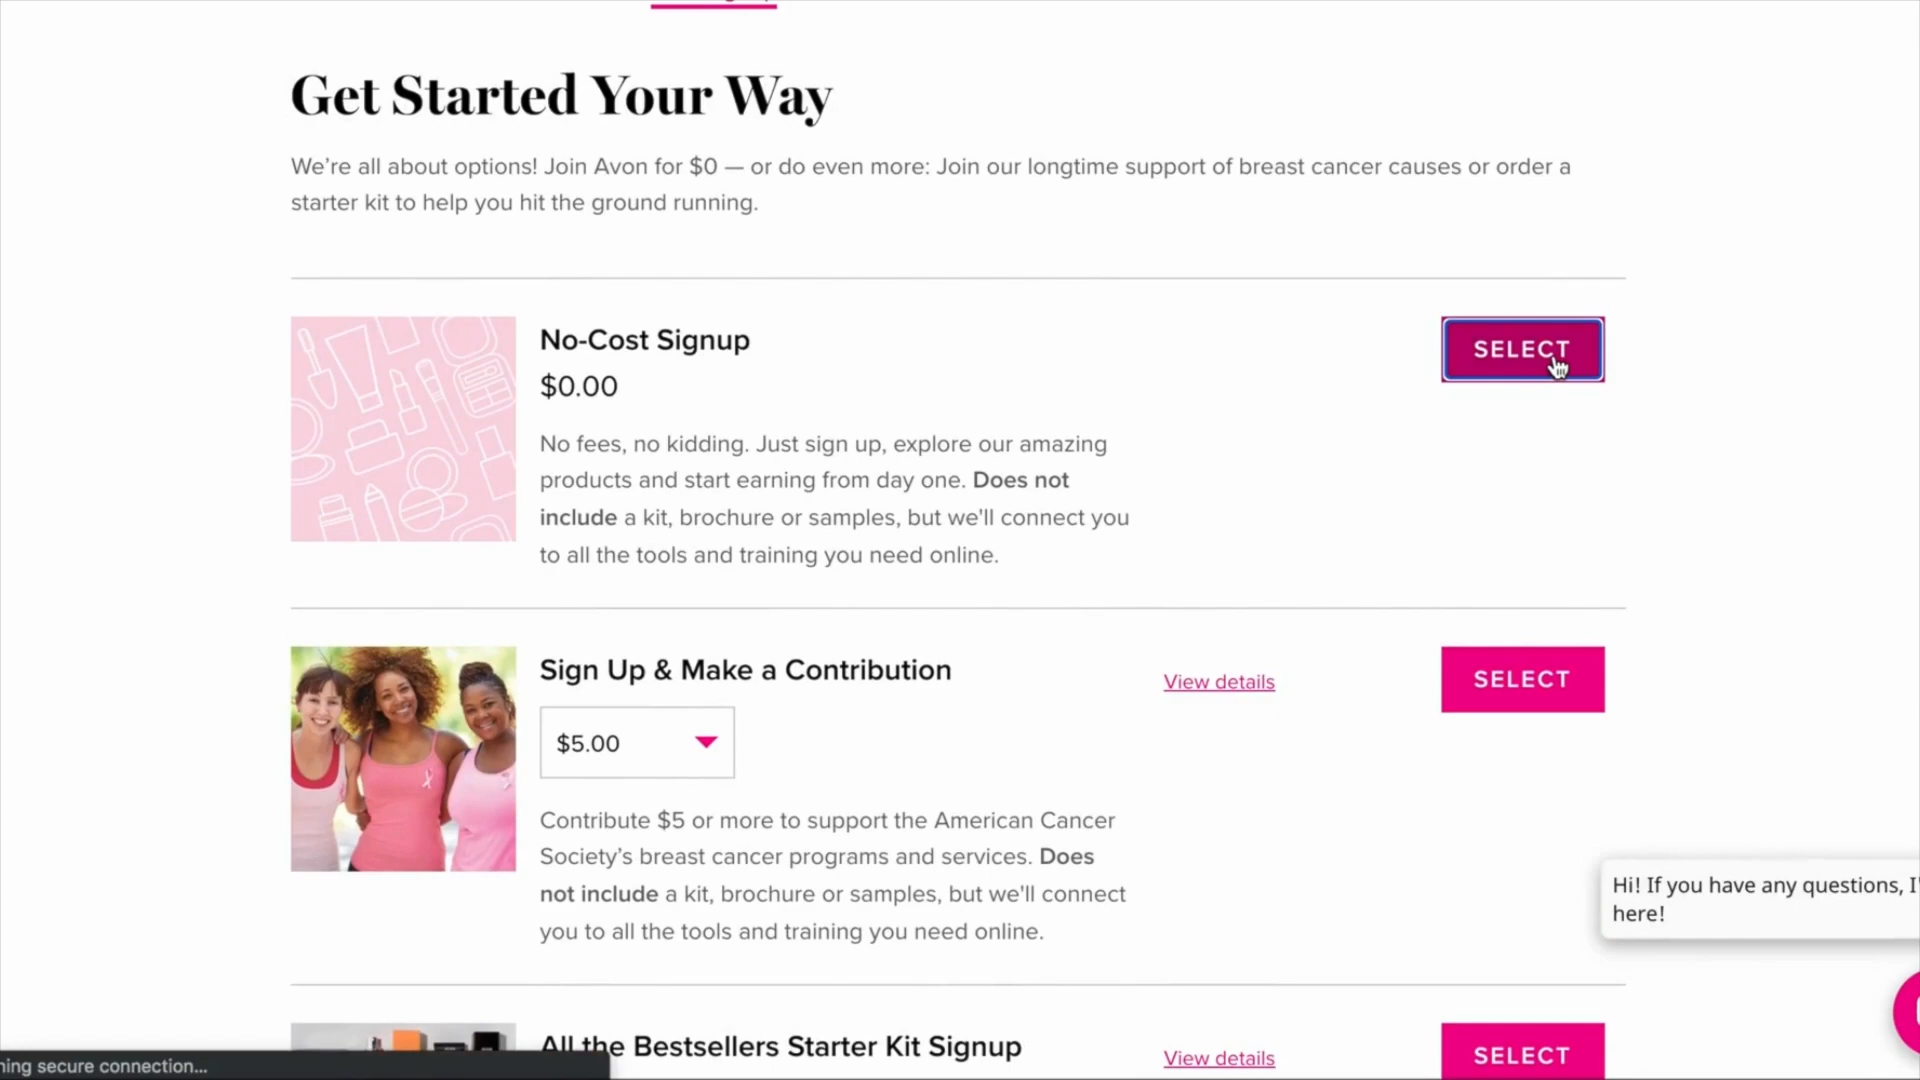 Get Started Your Way
We're all about options! Join Avon for $0 — or do even more: Join our longtime support of breast cancer causes or order a
starter kit to help you hit the ground running.
No-Cost Signup
SELECT
$0.00
No fees, no kidding. Just sign up, explore our amazing
products and start earning from day one. Does not
include a kit, brochure or samples, but we'll connect you
to all the tools and training you need online.
Sign Up & Make a Contribution
View details
SELECT
$5.00
Contribute $5 or more to support the American Cancer
Society's breast cancer programs and services. Does
not include a kit, brochure or samples, but we'll connect
you to all the tools and training you need online.
Hi! If you have any questions, I'
here!
All the Bestsellers Starter Kit Signup
View details
SELECT
secure connection...